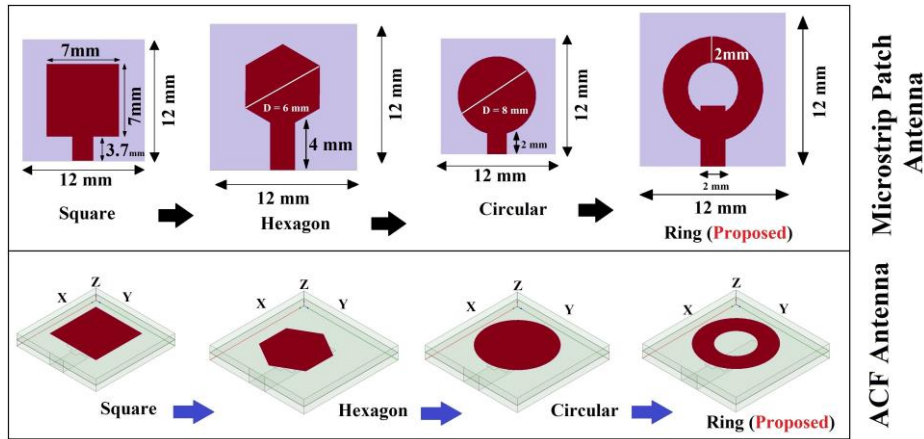 7mm
7mm
3.7mm
12 mm
12 mm
Square
D = 6 mm
4 mm
12 mm
12 mm
Hexagon
D = 8 mm
2 mm
12 mm
12 mm
Circular
2mm
12 mm
2 mm
12 mm
Ring (Proposed)
Microstrip Patch
Antenna
Z
X
Y
Square
Z
X
Y
Hexagon
Z
X
Y
Circular
Z
X
Y
Ring (Proposed)
ACF Antenna